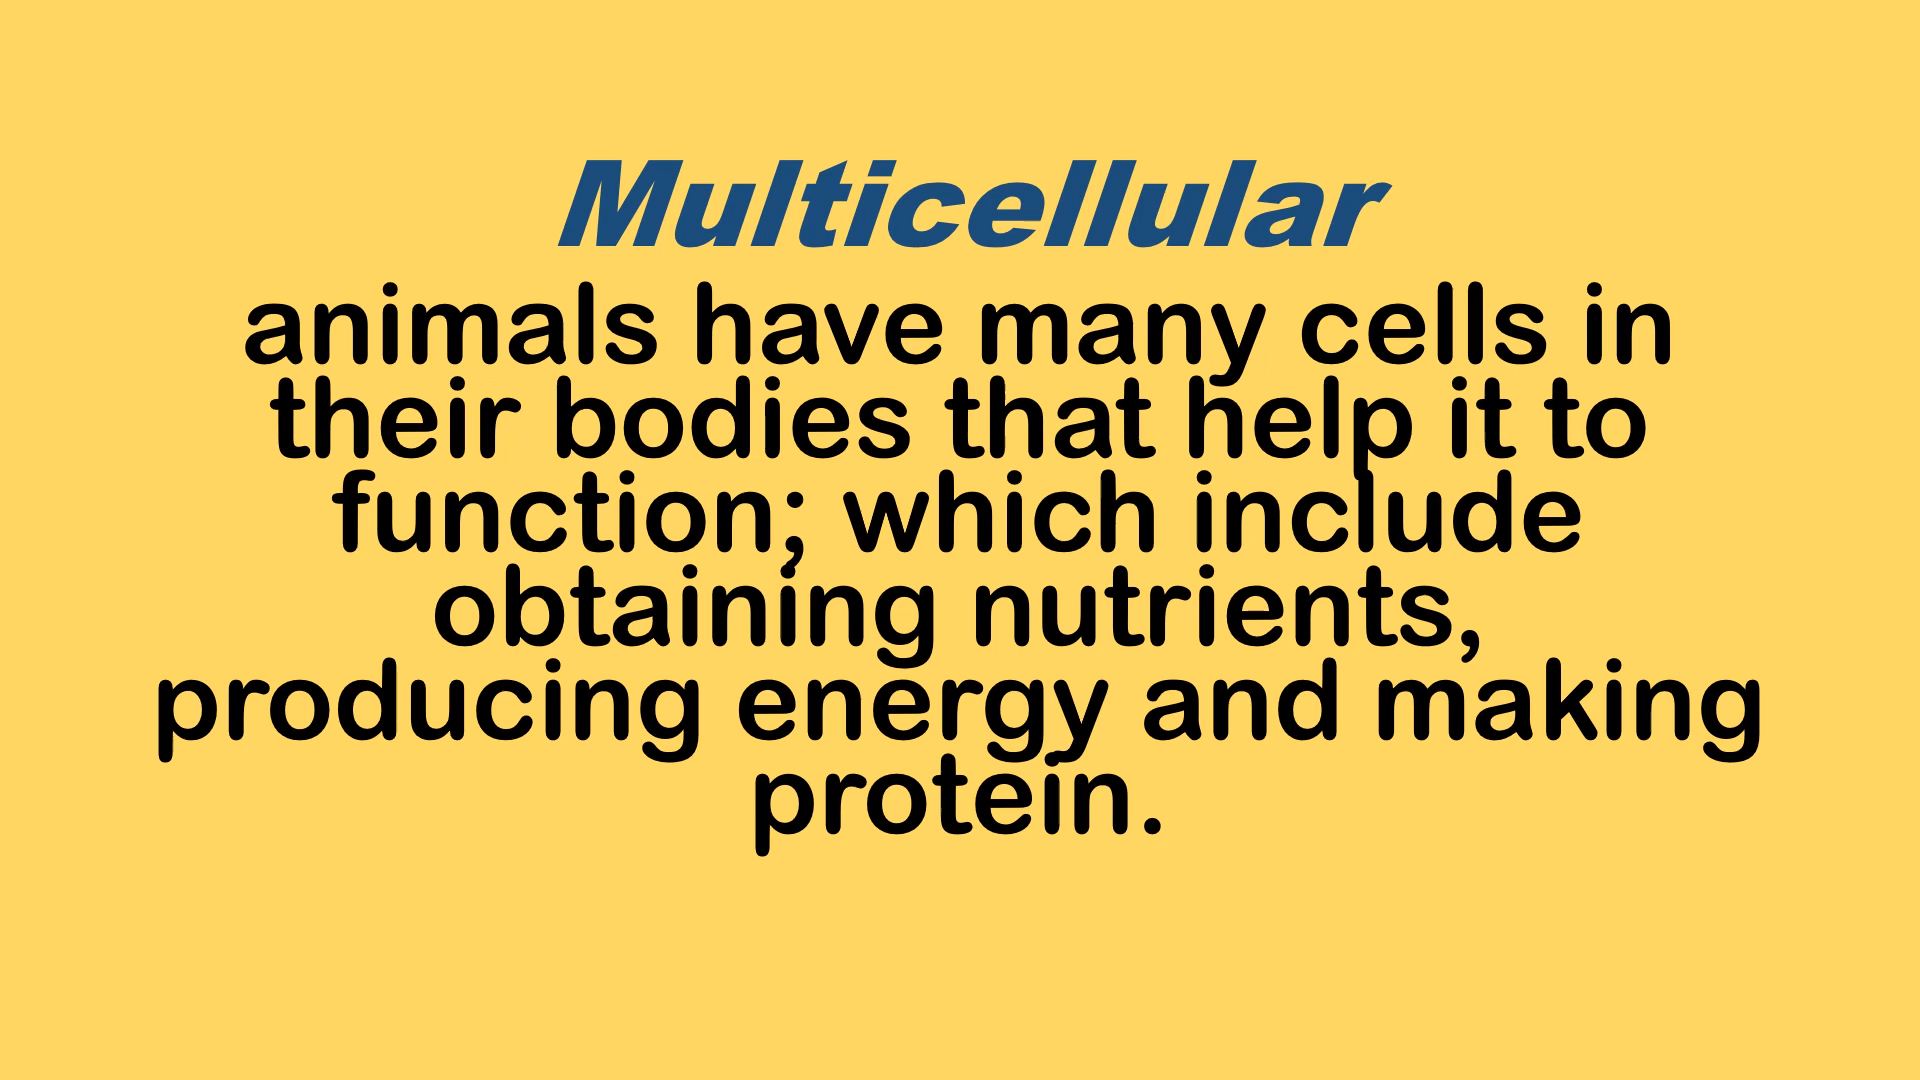 Multicellular
animals have many cells in
their bodies that help it to
function; which include
obtaining nutrients,
producing energy and making
protein.